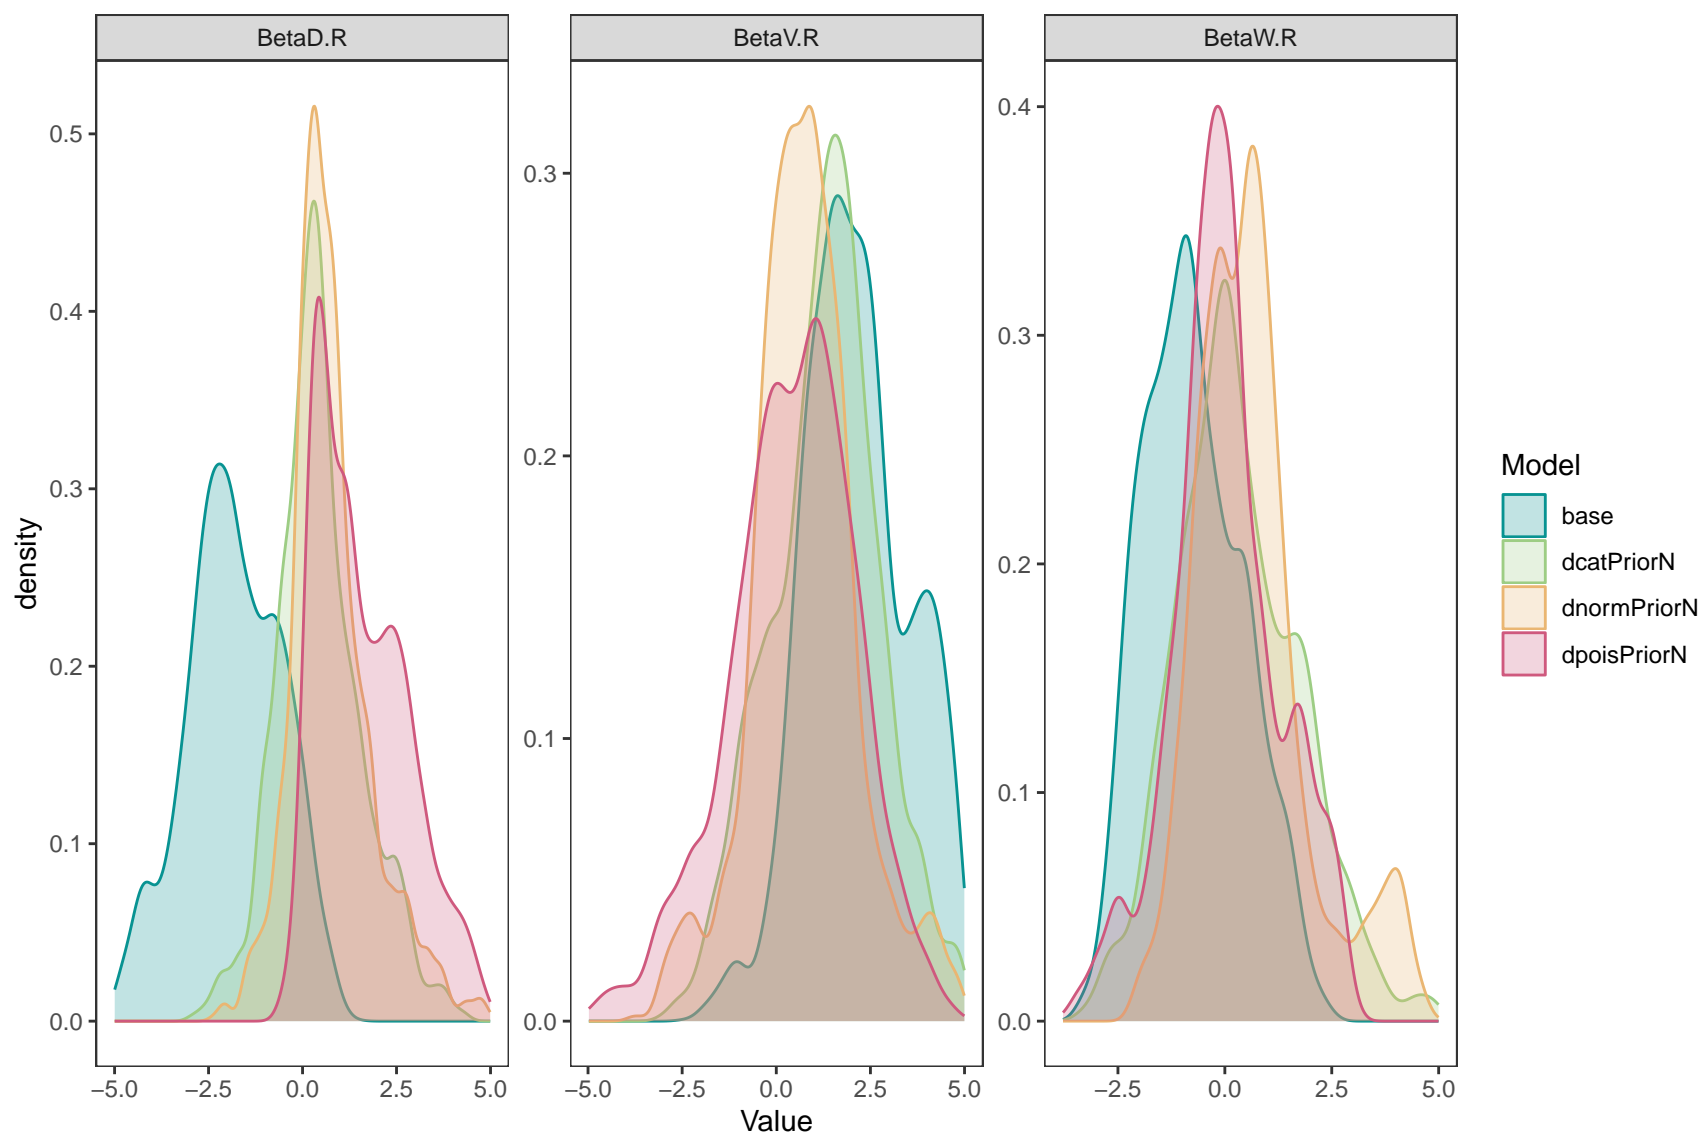 BetaD.R BetaV.R BetaW.R
density
0.5
0.4
0.3
0.2
0.1
0.0
0.3
0.2
0.1
0.0
0.4
0.3
0.2
0.1
0.0
−5.0 −2.5 0.0 2.5 5.0
−5.0 −2.5 0.0 2.5 5.0
−2.5 0.0 2.5 5.0
Value
Model
base
dcatPriorN
dnormPriorN
dpoisPriorN